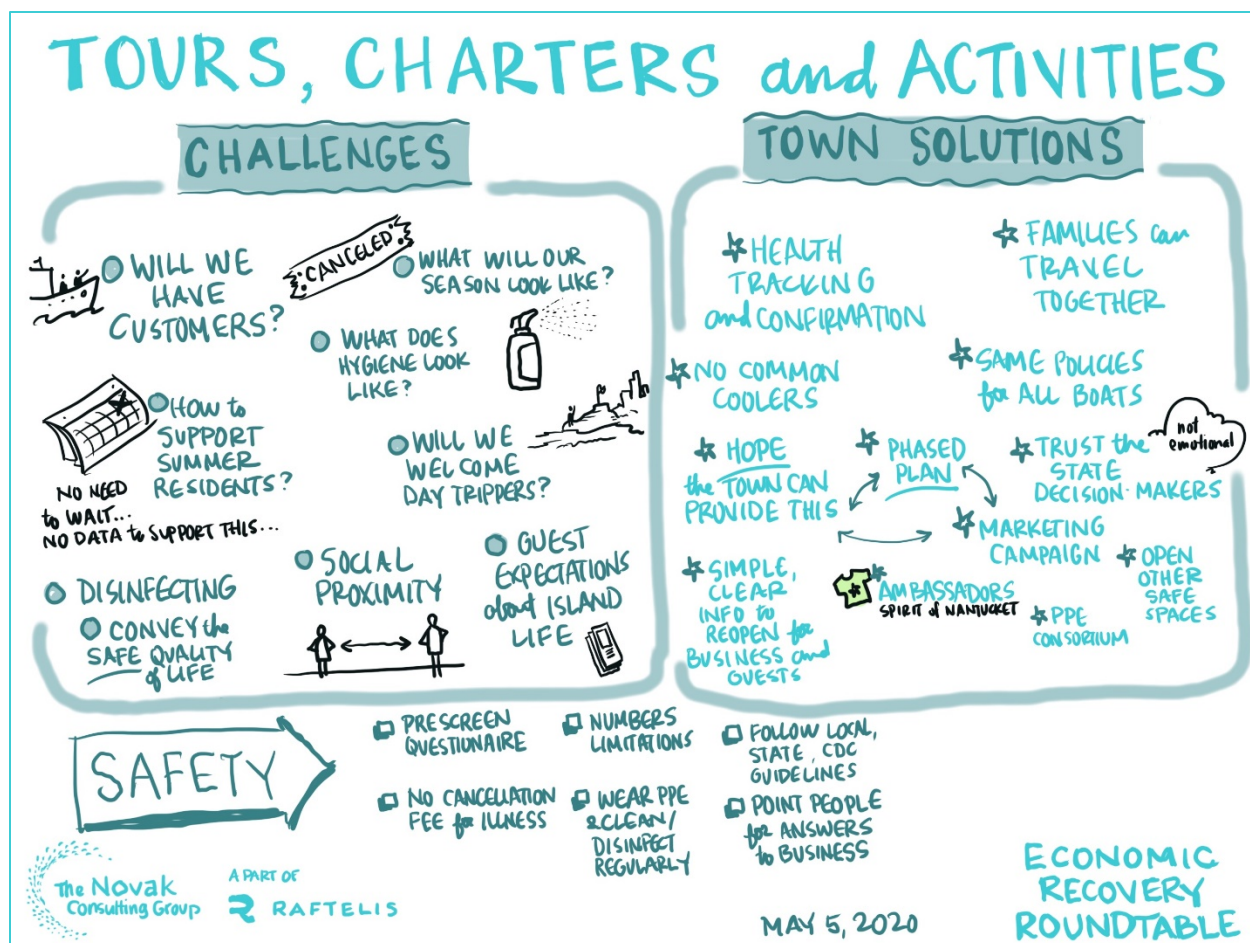 TOURS, CHARTERS and ACTIVITIES
CHALLENGES
WILL WE
HAVE
CUSTOMERS?
CANCELED
WHAT WILL OUR
SEASON LOOK LIKE?
WHAT DOES
HYGIENE LOOK
LIKE?
HOW to
SUPPORT
SUMMER
RESIDENTS?
NO NEED
to WAIT...
NO DATA to SUPPORT THIS...
WILL WE
WELCOME
DAY TRIPPERS?
DISINFECTING
CONVEY the
SAFE QUALITY
of LIFE
SOCIAL
PROXIMITY
GUEST
EXPECTATIONS
about ISLAND
LIFE
TOWN SOLUTIONS
HEALTH
TRACKING
and CONFIRMATION
FAMILIES can
TRAVEL
TOGETHER
NO COMMON
COOLERS
SAME POLICIES
for ALL BOATS
HOPE
the TOWN CAN
PROVIDE THIS
PHASED
PLAN
TRUST the
STATE
DECISION-MAKERS
not
emotional
MARKETING
CAMPAIGN
SIMPLE,
CLEAR
INFO to
REOPEN for
BUSINESS and
GUESTS
AMBASSADORS
SPIRIT of NANTUCKET
PPE
CONSORTIUM
OPEN
OTHER
SAFE
SPACES
SAFETY
PRESCREEN
QUESTIONAIRE
NUMBERS
LIMITATIONS
FOLLOW LOCAL,
STATE, CDC
GUIDELINES
NO CANCELLATION
FEE for ILLNESS
WEAR PPE
& CLEAN/
DISINFECT
REGULARLY
POINT PEOPLE
for ANSWERS
to BUSINESS
The Novak
Consulting Group
A PART OF
RAFTELIS
MAY 5, 2020
ECONOMIC
RECOVERY
ROUNDTABLE